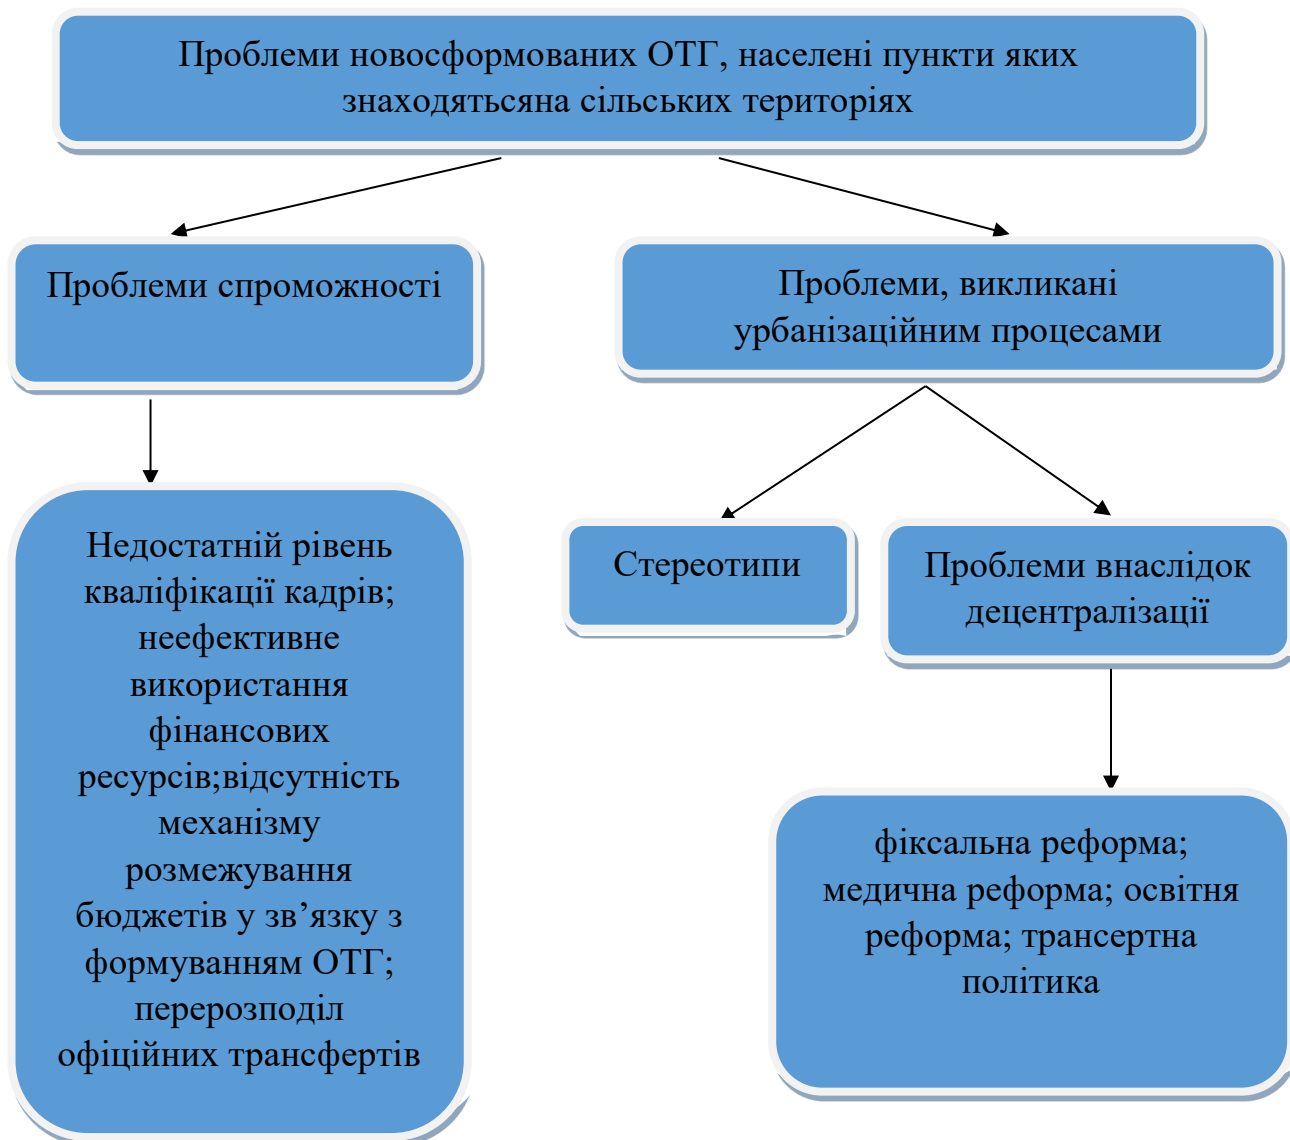 Проблеми новосформованих ОТГ, населені пункти яких
знаходятьсяна сільських територіях
Проблеми спроможності
Проблеми, викликані
урбанізаційним процесами
Недостатній рівень
кваліфікації кадрів;
неефективне
використання
фінансових
ресурсів;відсутність
механізму
розмежування
бюджетів у зв’язку з
формуванням ОТГ;
перерозподіл
офіційних трансфертів
Стереотипи
Проблеми внаслідок
децентралізації
фіксальна реформа;
медична реформа; освітня
реформа; трансертна
політика